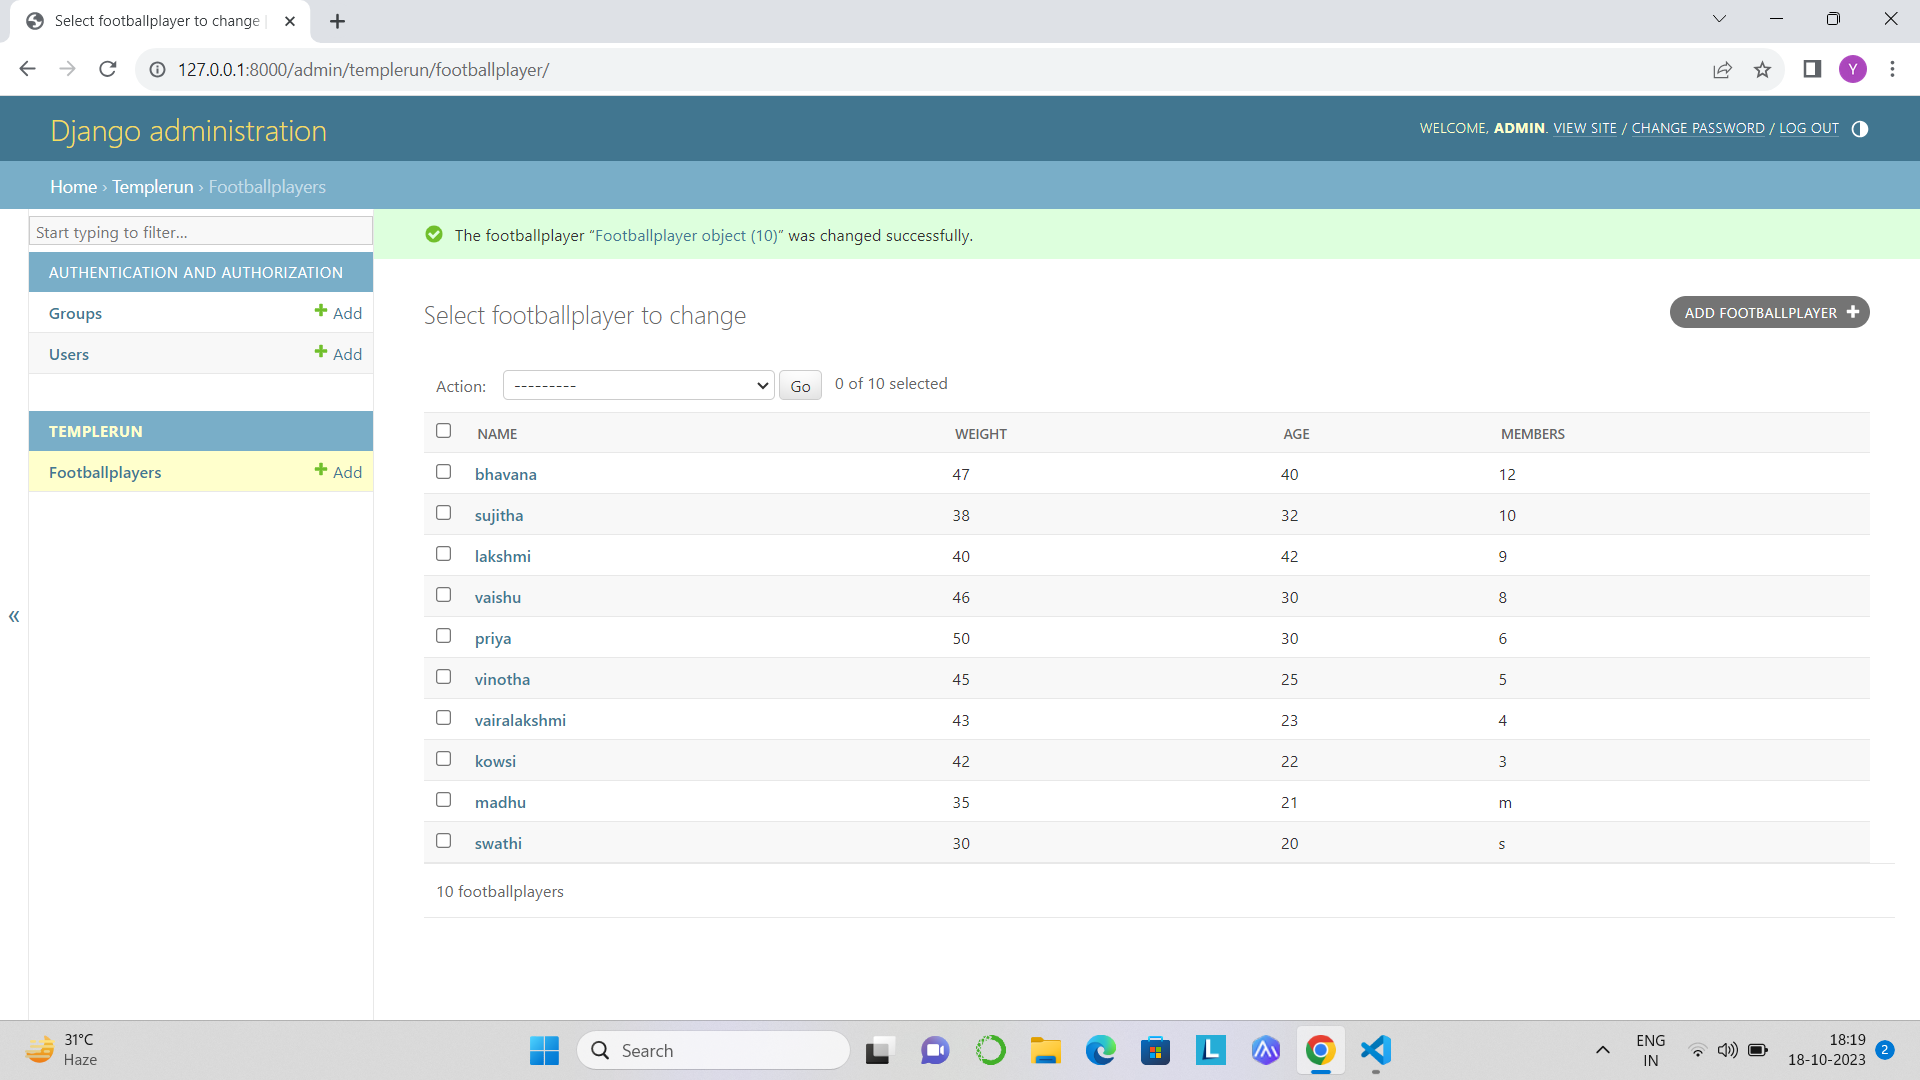 Select footballplayer to change
127.0.0.1:8000/admin/templerun/footballplayer/
Y
Django administration
WELCOME, ADMIN. VIEW SITE / CHANGE PASSWORD / LOG OUT
Home › Templerun › Footballplayers
Start typing to filter...
AUTHENTICATION AND AUTHORIZATION
Groups + Add
Users + Add
TEMPLERUN
Footballplayers + Add
«
The footballplayer “Footballplayer object (10)” was changed successfully.
Select footballplayer to change
ADD FOOTBALLPLAYER +
Action: --------- Go 0 of 10 selected
NAME WEIGHT AGE MEMBERS
bhavana 47 40 12
sujitha 38 32 10
lakshmi 40 42 9
vaishu 46 30 8
priya 50 30 6
vinotha 45 25 5
vairalakshmi 43 23 4
kowsi 42 22 3
madhu 35 21 m
swathi 30 20 s
10 footballplayers
31°C
Haze
Search
L
ENG
IN
18:19
18-10-2023
2